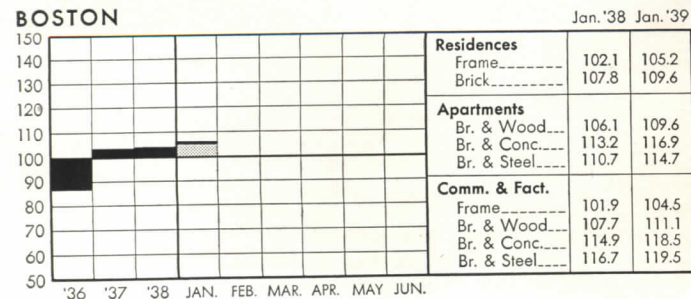 BOSTON
Jan.'38 Jan.'39
150
140
130
120
110
100
90
80
70
60
50
'36 '37 '38 JAN. FEB. MAR. APR. MAY JUN.
Residences
Frame 102.1 105.2
Brick 107.8 109.6
Apartments
Br. & Wood 106.1 109.6
Br. & Conc. 113.2 116.9
Br. & Steel 110.7 114.7
Comm. & Fact.
Frame 101.9 104.5
Br. & Wood 107.7 111.1
Br. & Conc. 114.9 118.5
Br. & Steel 116.7 119.5